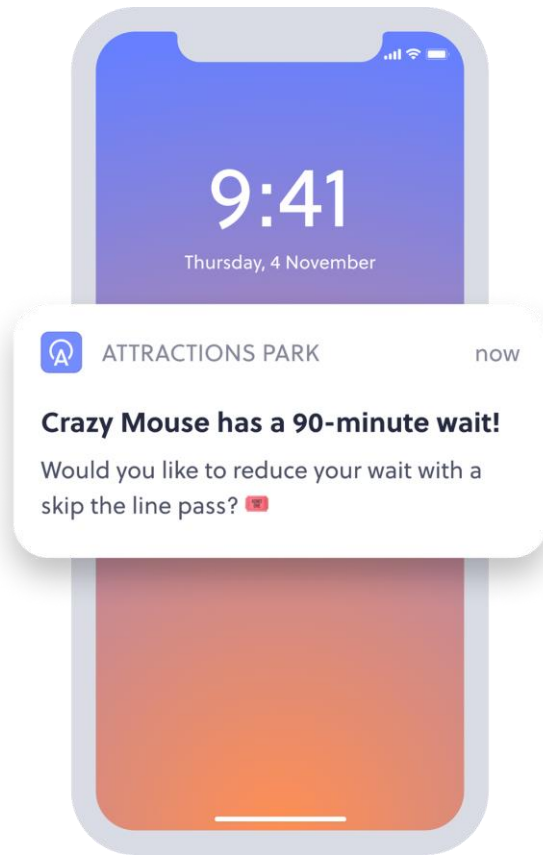 9:41
Thursday, 4 November
ATTRACTIONS PARK now
Crazy Mouse has a 90-minute wait!
Would you like to reduce your wait with a
skip the line pass? 🎟️